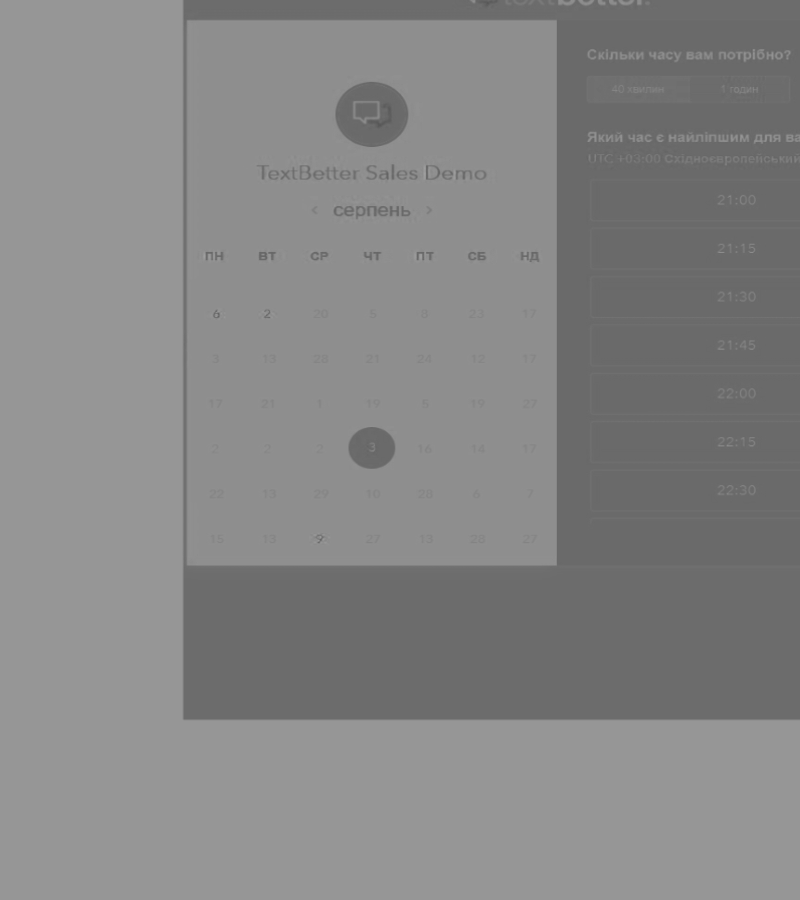 textbetter.
TextBetter Sales Demo
‹ серпень ›
ПН ВТ СР ЧТ ПТ СБ НД
6 2 20 5 8 23 17
3 13 28 21 24 12 17
17 21 1 19 5 19 27
2 2 2 3 16 14 17
22 13 29 10 20 6 7
15 13 9 27 13 28 27
Скільки часу вам потрібно?
40 хвилин 1 годин
Який час є найліпшим для ва
UTC +03:00 Східноєвропейський
21:00
21:15
21:30
21:45
22:00
22:15
22:30